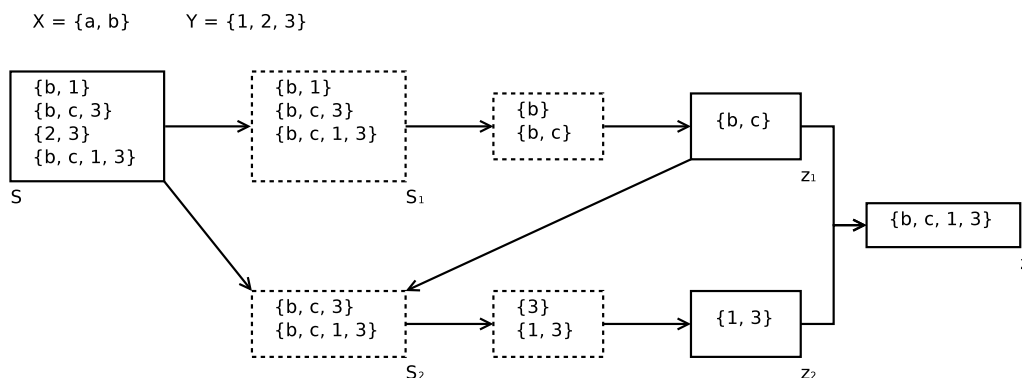 X = {a, b} Y = {1, 2, 3}
{b, 1}
{b, c, 3}
{2, 3}
{b, c, 1, 3}
S
{b, 1}
{b, c, 3}
{b, c, 1, 3}
S₁
{b}
{b, c}
{b, c}
z₁
{b, c, 1, 3}
{b, c, 3}
{b, c, 1, 3}
S₂
{3}
{1, 3}
{1, 3}
z₂